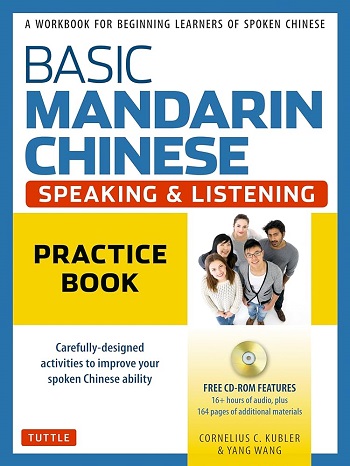 A WORKBOOK FOR BEGINNING LEARNERS OF SPOKEN CHINESE
BASIC
MANDARIN
CHINESE
SPEAKING & LISTENING
PRACTICE
BOOK
Carefully-designed
activities to improve your
spoken Chinese ability
FREE CD-ROM FEATURES
16+ hours of audio, plus
164 pages of additional materials
CORNELIUS C. KUBLER
& YANG WANG
TUTTLE